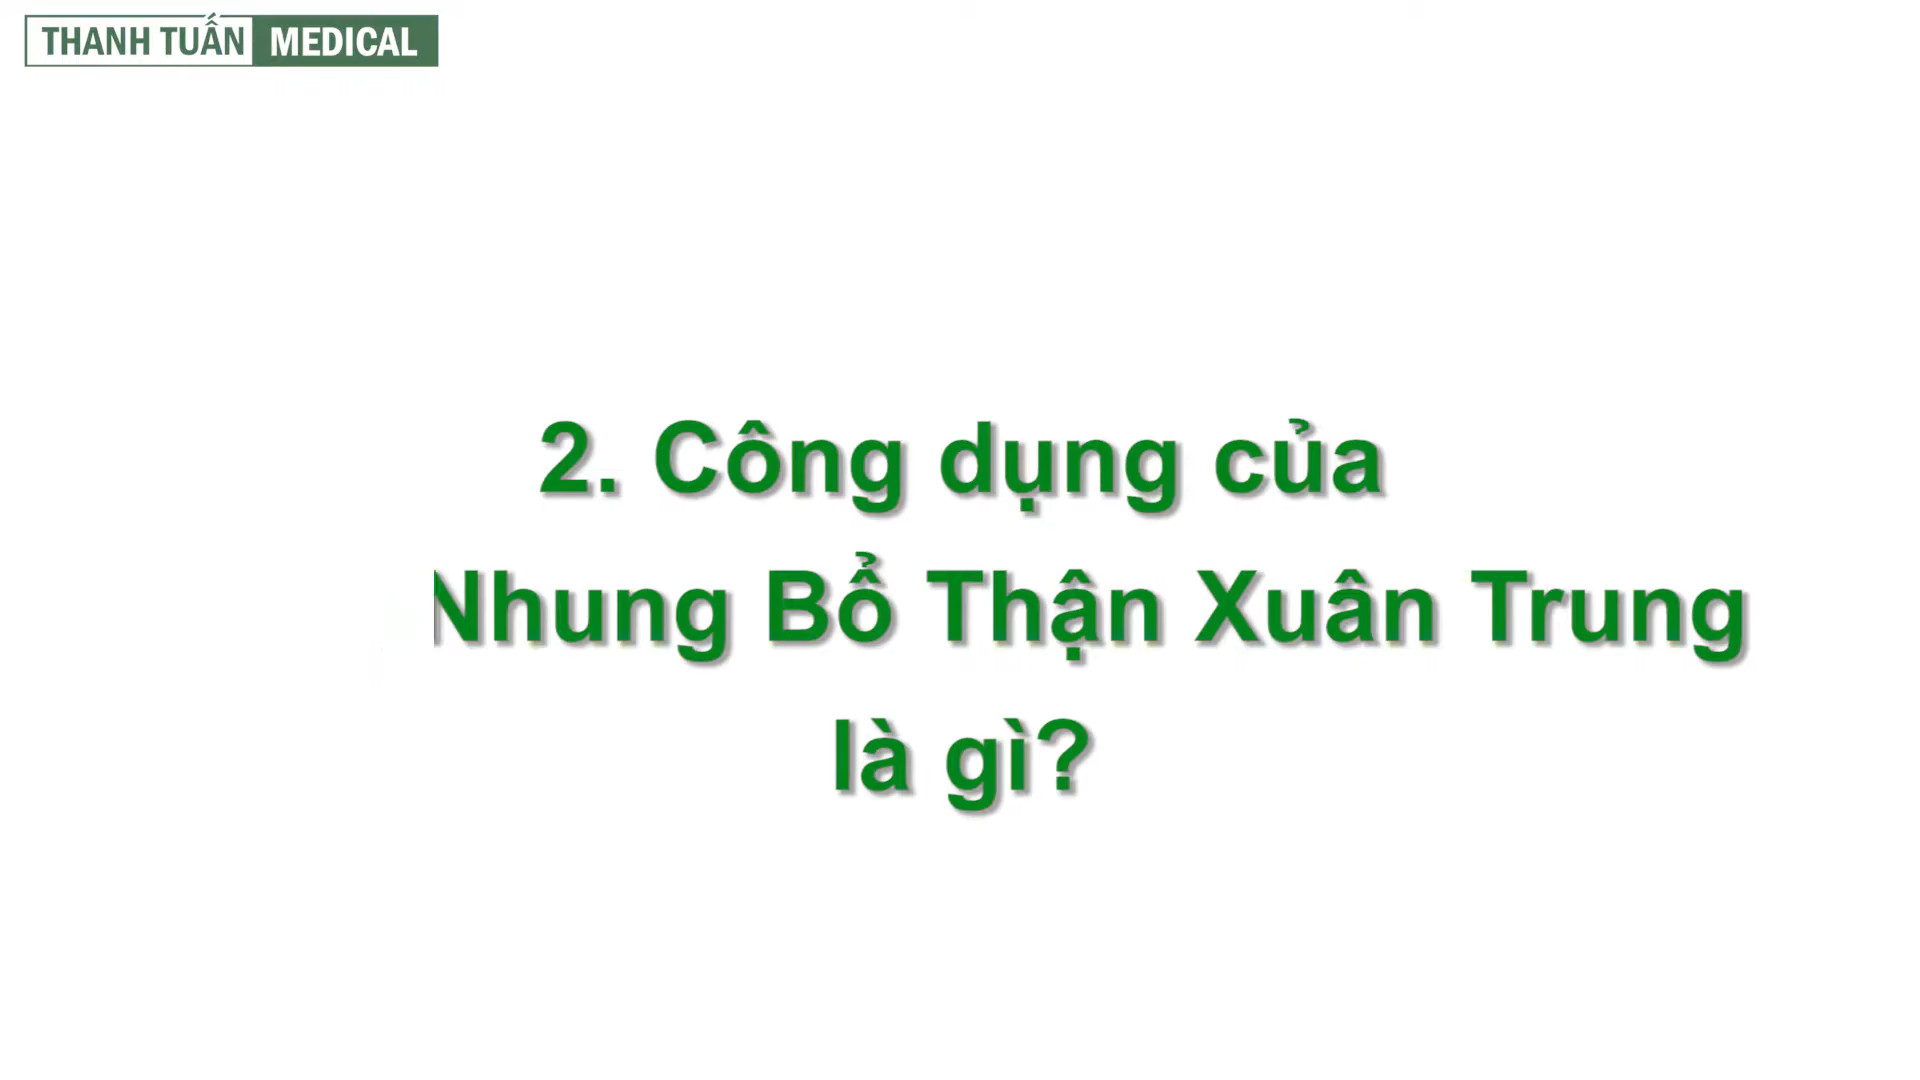 THANH TUẤN MEDICAL
2. Công dụng của
Nhung Bổ Thận Xuân Trung
là gì?